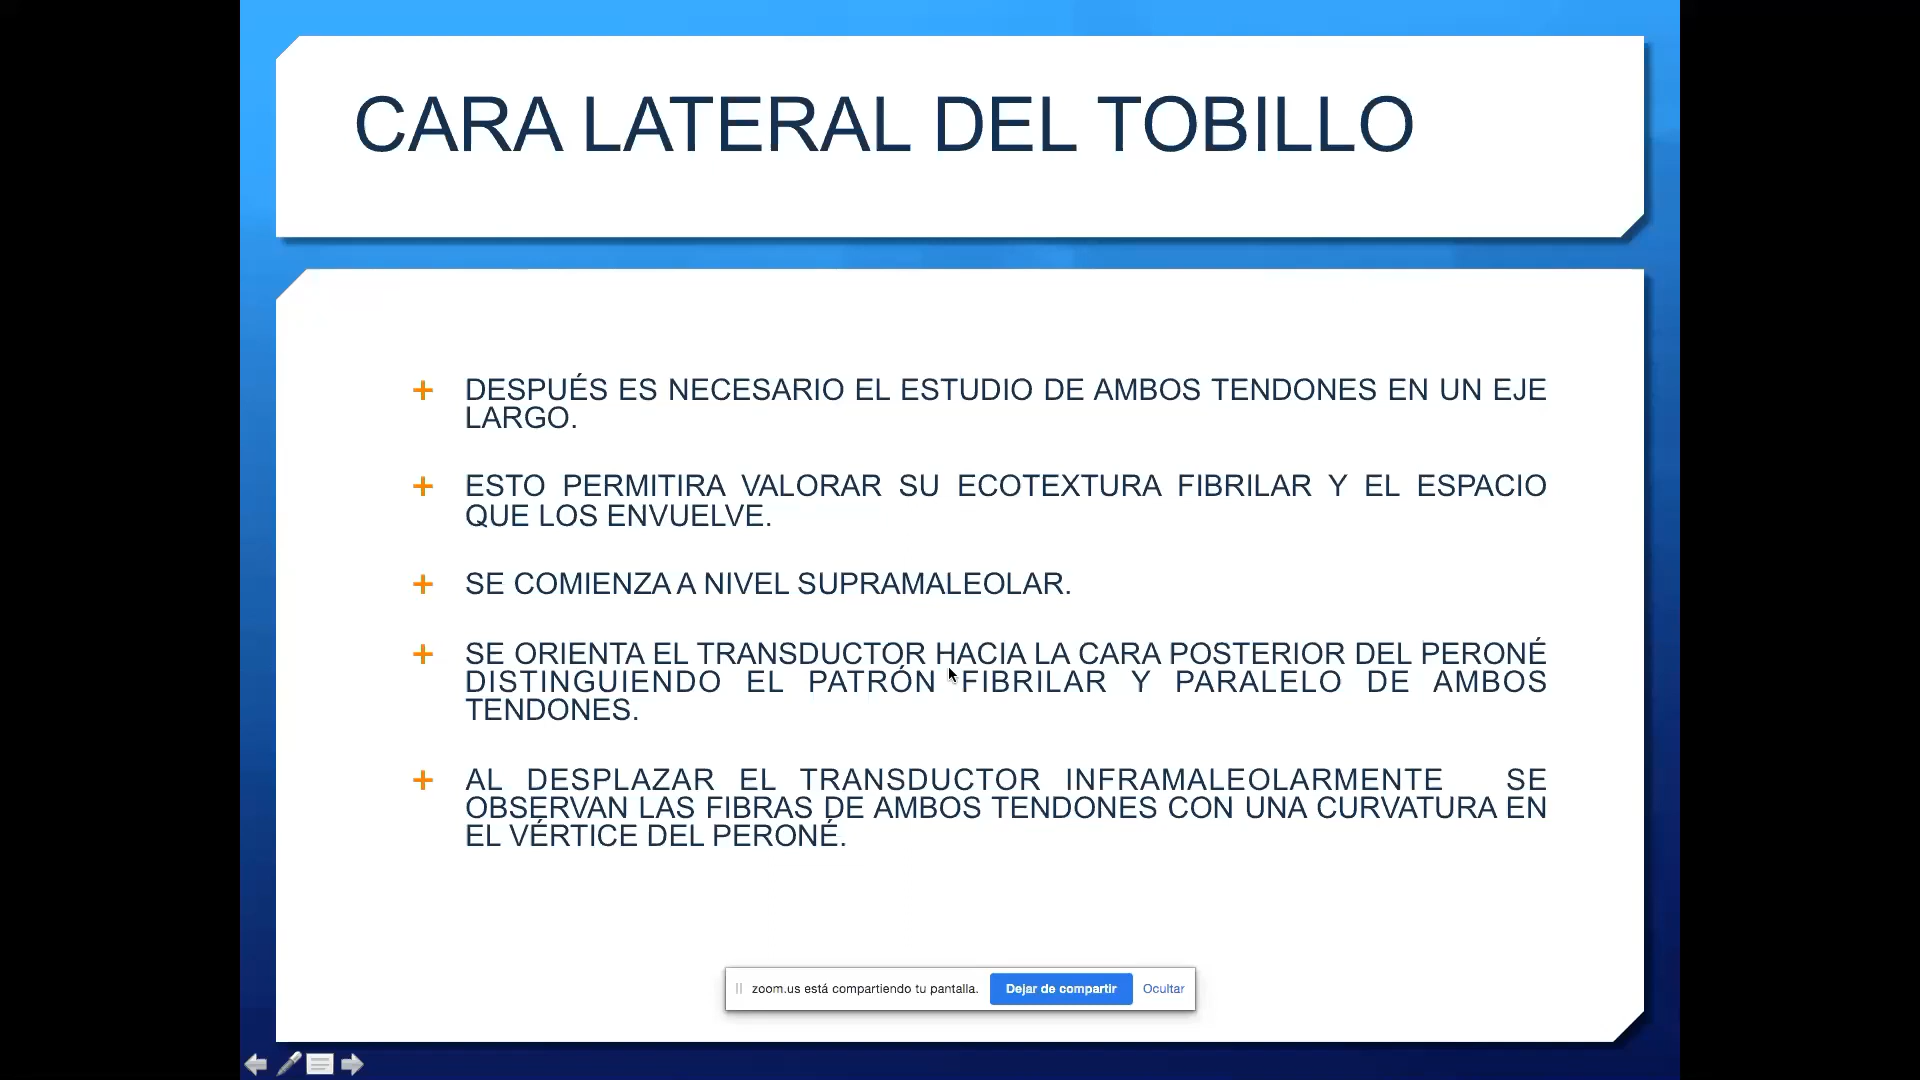 CARA LATERAL DEL TOBILLO
DESPUÉS ES NECESARIO EL ESTUDIO DE AMBOS TENDONES EN UN EJE
LARGO.
ESTO PERMITIRA VALORAR SU ECOTEXTURA FIBRILAR Y EL ESPACIO
QUE LOS ENVUELVE.
SE COMIENZA A NIVEL SUPRAMALEOLAR.
SE ORIENTA EL TRANSDUCTOR HACIA LA CARA POSTERIOR DEL PERONÉ
DISTINGUIENDO EL PATRÓN FIBRILAR Y PARALELO DE AMBOS
TENDONES.
AL DESPLAZAR EL TRANSDUCTOR INFRAMALEOLARMENTE SE
OBSERVAN LAS FIBRAS DE AMBOS TENDONES CON UNA CURVATURA EN
EL VÉRTICE DEL PERONÉ.
zoom.us está compartiendo tu pantalla. Dejar de compartir Ocultar